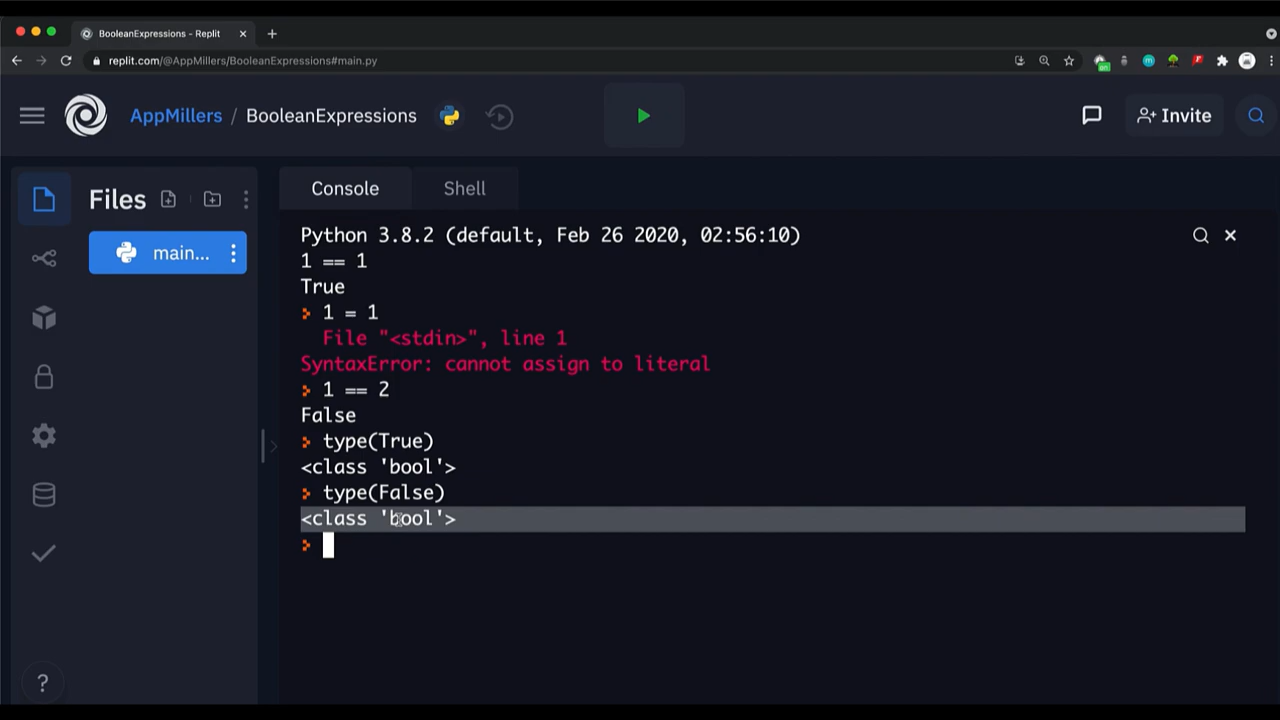 BooleanExpressions - Replit
replit.com/@AppMillers/BooleanExpressions#main.py
AppMillers / BooleanExpressions
Invite
Files
main...
Console
Shell
Python 3.8.2 (default, Feb 26 2020, 02:56:10)
1 == 1
True
1 = 1
File "<stdin>", line 1
SyntaxError: cannot assign to literal
1 == 2
False
type(True)
<class 'bool'>
type(False)
<class 'bool'>
?